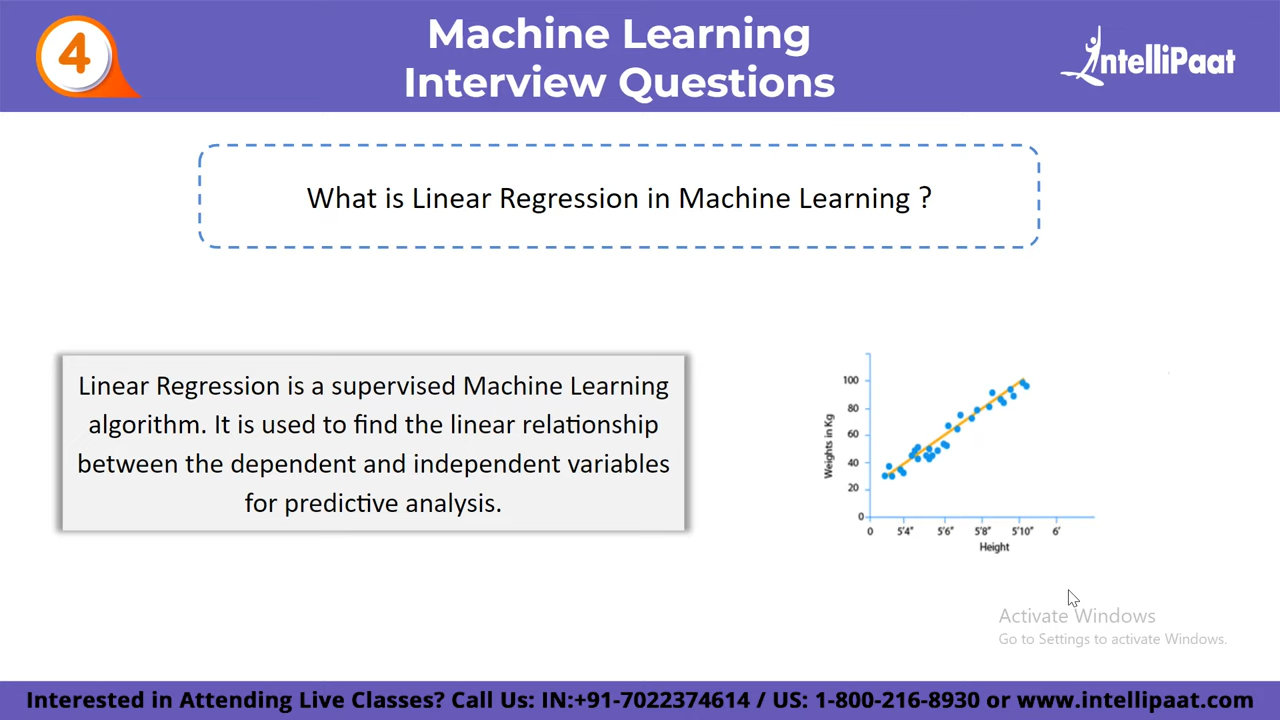 4
Machine Learning
Interview Questions
IntelliPaat
What is Linear Regression in Machine Learning ?
Linear Regression is a supervised Machine Learning
algorithm. It is used to find the linear relationship
between the dependent and independent variables
for predictive analysis.
Weights in Kg
100
80
60
40
20
0
0 5'4" 5'6" 5'8" 5'10" 6'
Height
Activate Windows
Go to Settings to activate Windows.
Interested in Attending Live Classes? Call Us: IN:+91-7022374614 / US: 1-800-216-8930 or www.intellipaat.com